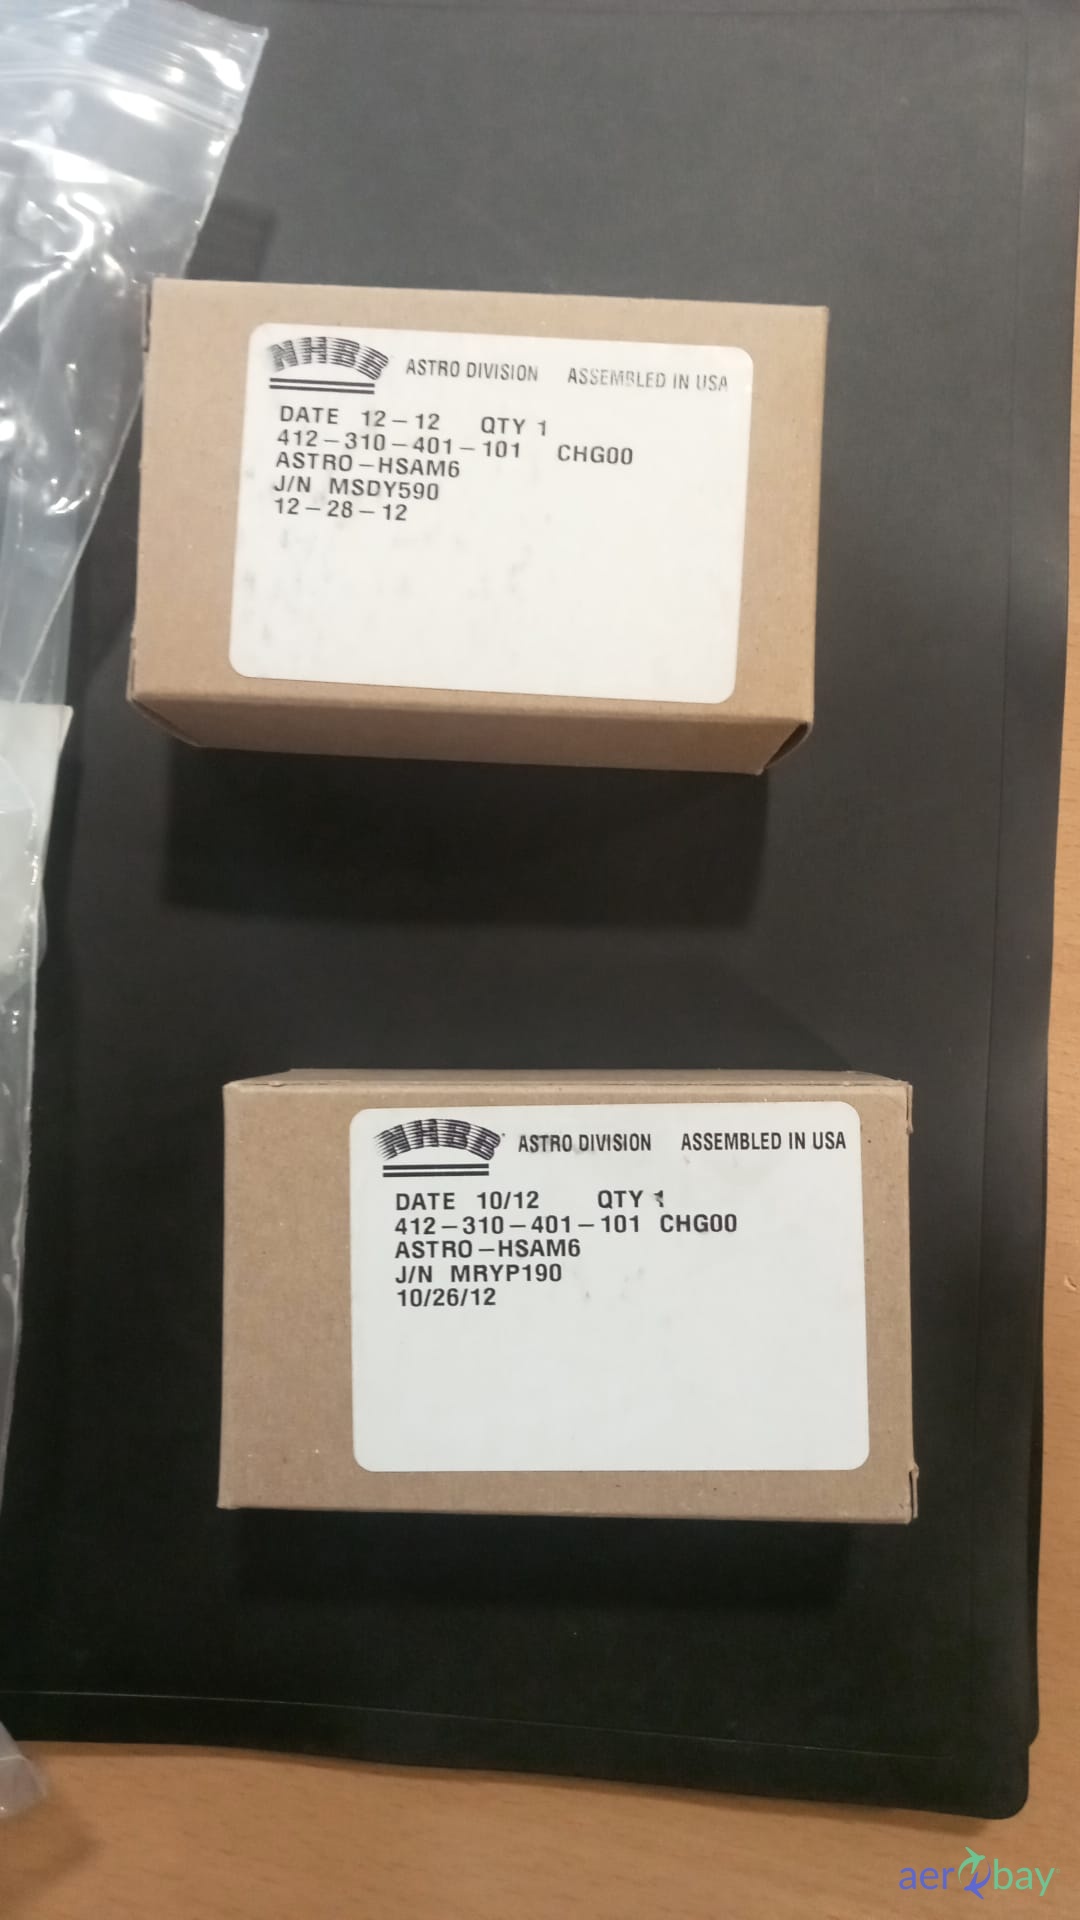 NHBB ASTRO DIVISION ASSEMBLED IN USA
DATE 12-12 QTY 1
412-310-401-101 CHG00
ASTRO-HSAM6
J/N MSDY590
12-28-12
NHBB ASTRO DIVISION ASSEMBLED IN USA
DATE 10/12 QTY 1
412-310-401-101 CHG00
ASTRO-HSAM6
J/N MRYP190
10/26/12
aerobay